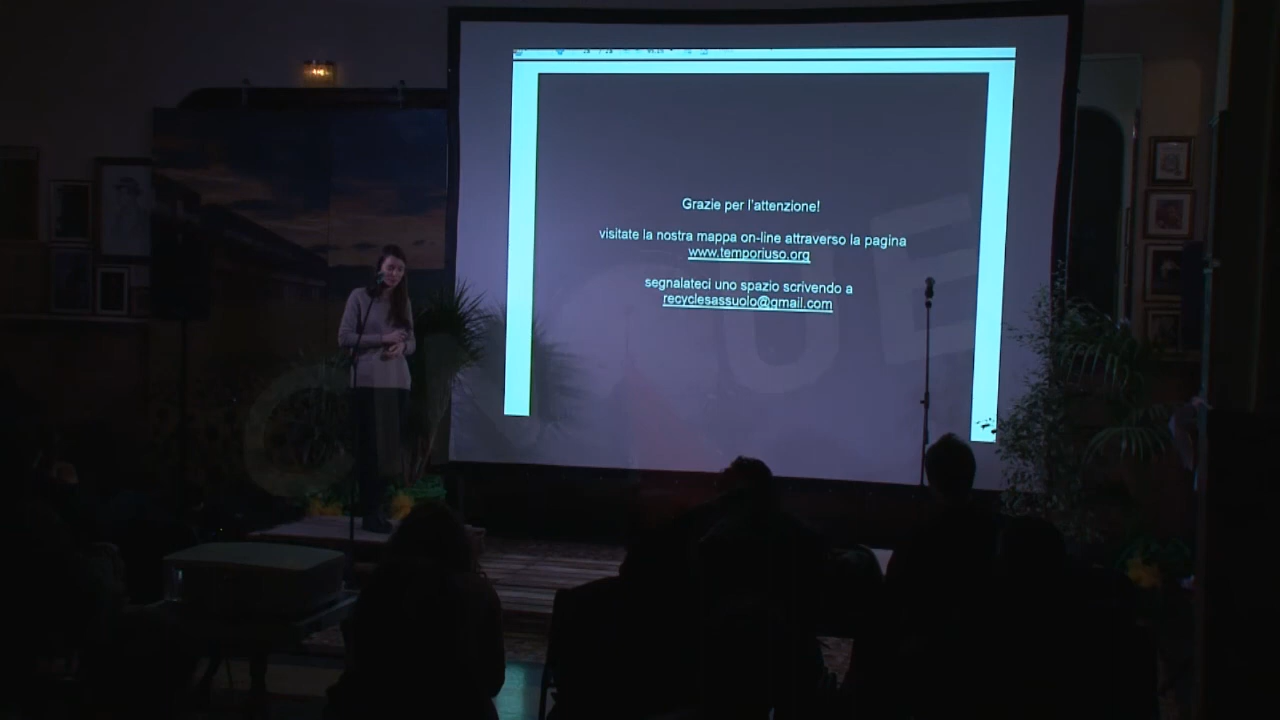 Grazie per l'attenzione!
visitate la nostra mappa on-line attraverso la pagina
www.temporiuso.org
segnalateci uno spazio scrivendo a
recyclesassuolo@gmail.com